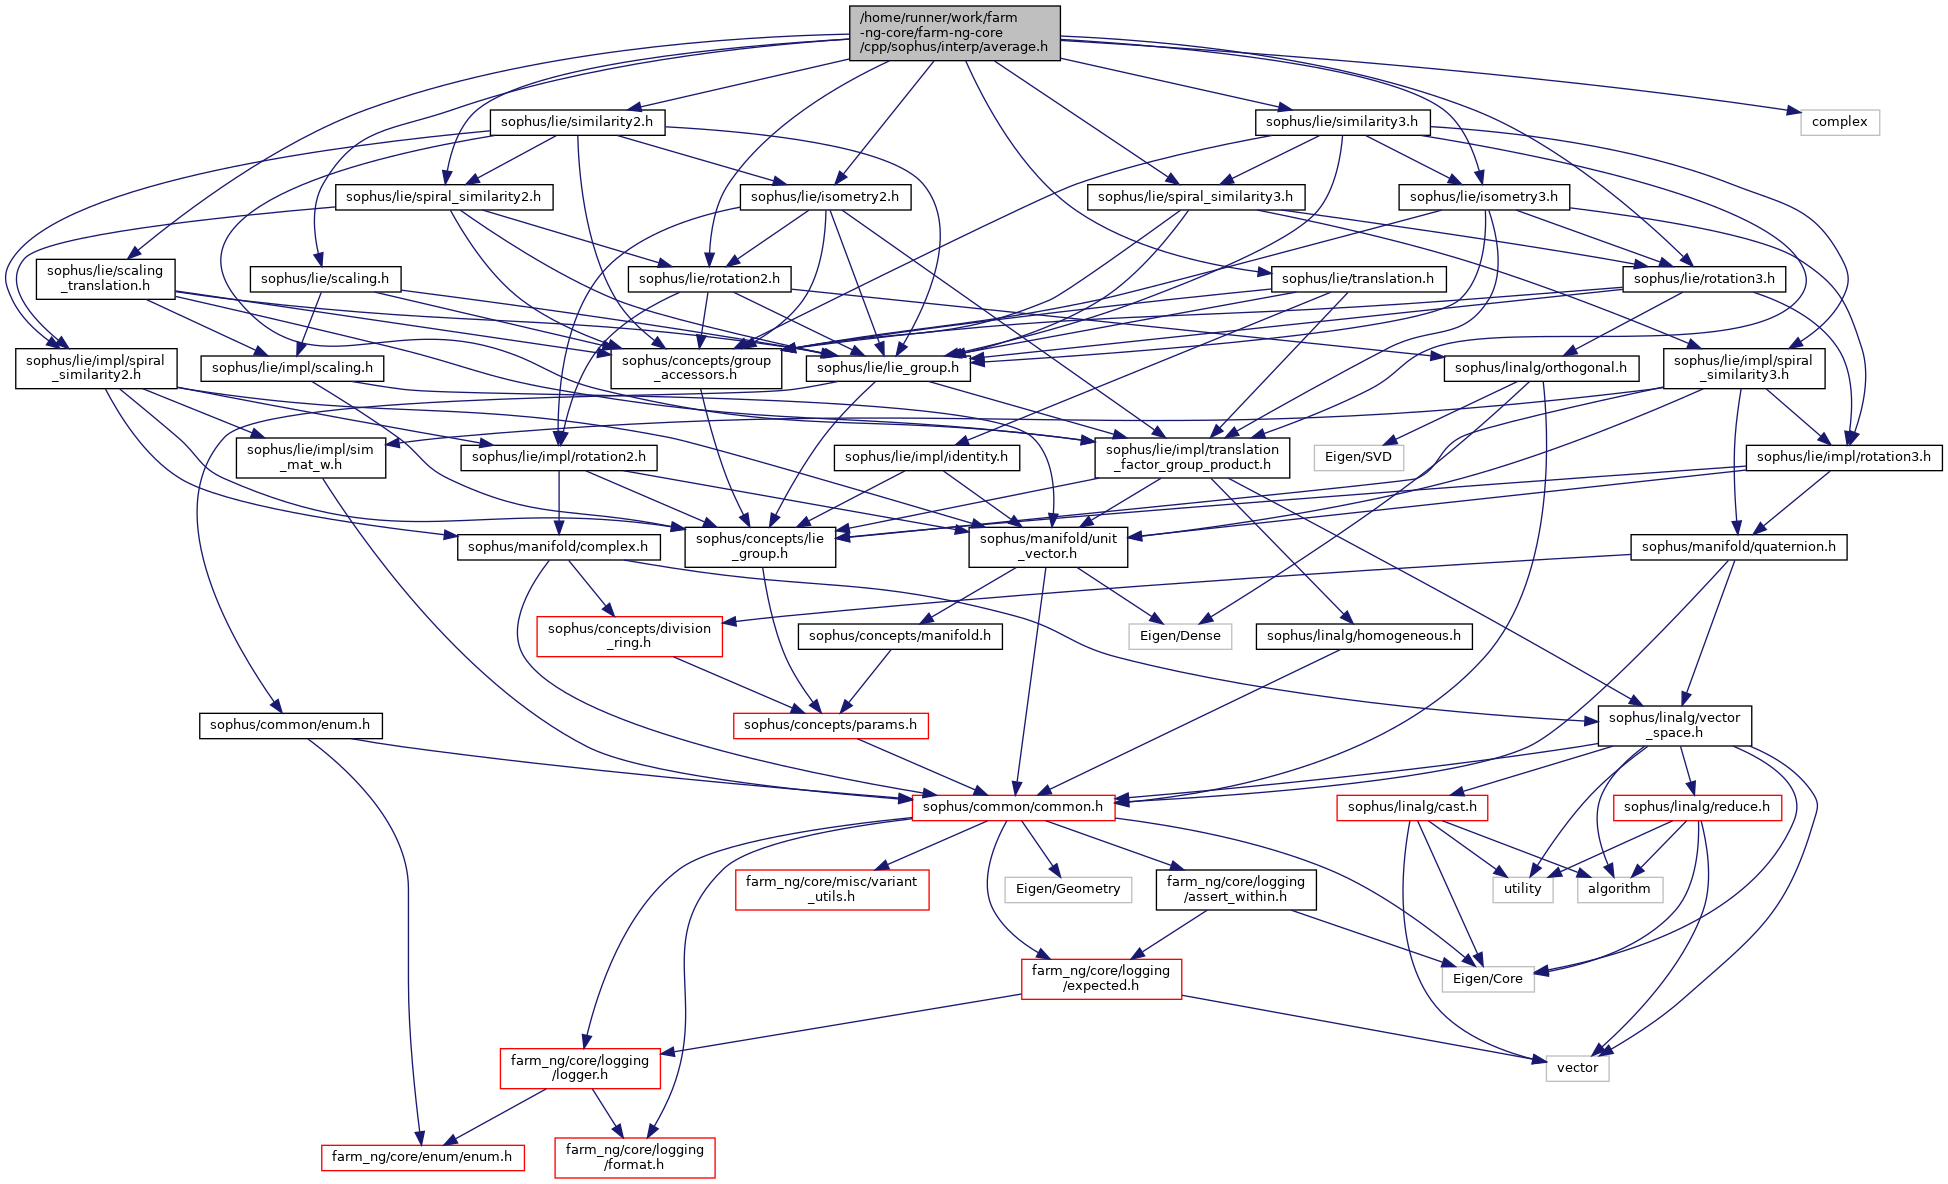 /home/runner/work/farm
-ng-core/farm-ng-core
/cpp/sophus/interp/average.h
sophus/lie/similarity2.h
sophus/lie/similarity3.h
complex
sophus/lie/spiral_similarity2.h
sophus/lie/isometry2.h
sophus/lie/spiral_similarity3.h
sophus/lie/isometry3.h
sophus/lie/scaling
_translation.h
sophus/lie/scaling.h
sophus/lie/rotation2.h
sophus/lie/translation.h
sophus/lie/rotation3.h
sophus/lie/impl/spiral
_similarity2.h
sophus/lie/impl/scaling.h
sophus/concepts/group
_accessors.h
sophus/lie/lie_group.h
sophus/linalg/orthogonal.h
sophus/lie/impl/spiral
_similarity3.h
sophus/lie/impl/sim
_mat_w.h
sophus/lie/impl/rotation2.h
sophus/lie/impl/identity.h
sophus/lie/impl/translation
_factor_group_product.h
Eigen/SVD
sophus/lie/impl/rotation3.h
sophus/manifold/complex.h
sophus/concepts/lie
_group.h
sophus/manifold/unit
_vector.h
sophus/manifold/quaternion.h
sophus/concepts/division
_ring.h
sophus/concepts/manifold.h
Eigen/Dense
sophus/linalg/homogeneous.h
sophus/common/enum.h
sophus/concepts/params.h
sophus/linalg/vector
_space.h
sophus/common/common.h
sophus/linalg/cast.h
sophus/linalg/reduce.h
farm_ng/core/misc/variant
_utils.h
Eigen/Geometry
farm_ng/core/logging
/assert_within.h
utility
algorithm
farm_ng/core/logging
/expected.h
Eigen/Core
farm_ng/core/logging
/logger.h
vector
farm_ng/core/enum/enum.h
farm_ng/core/logging
/format.h